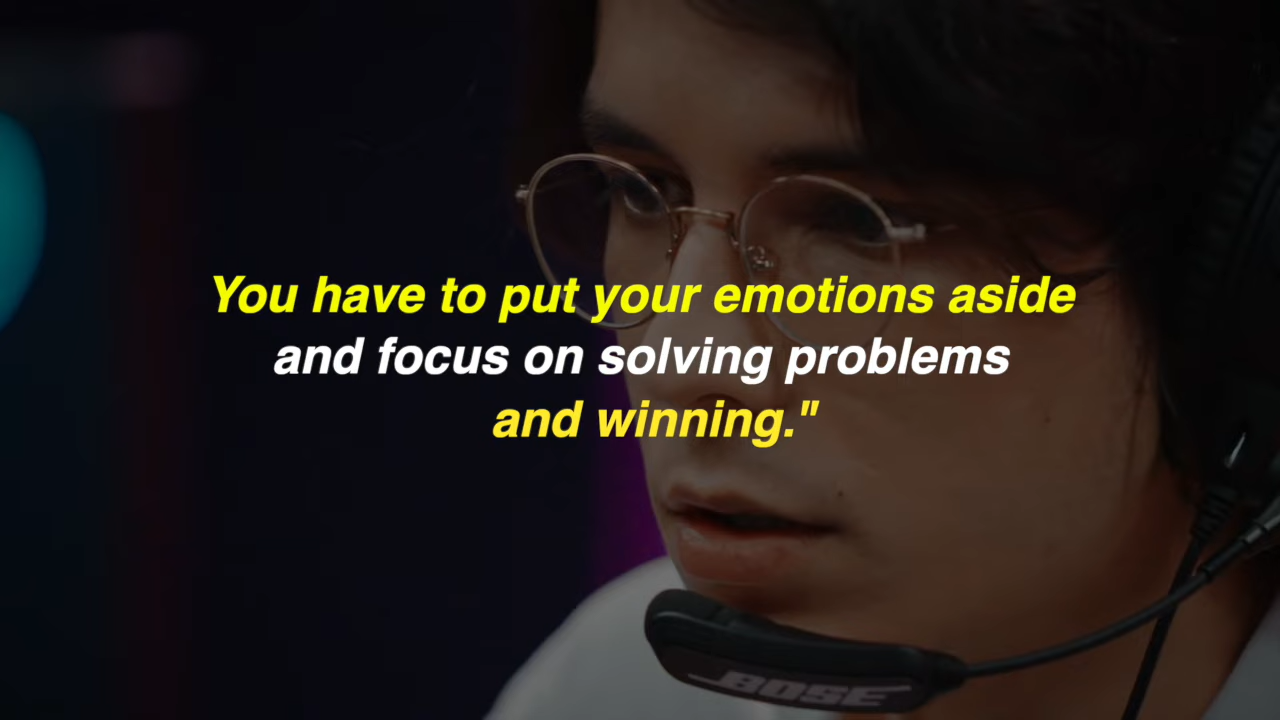 You have to put your emotions aside
and focus on solving problems
and winning."
BOSE